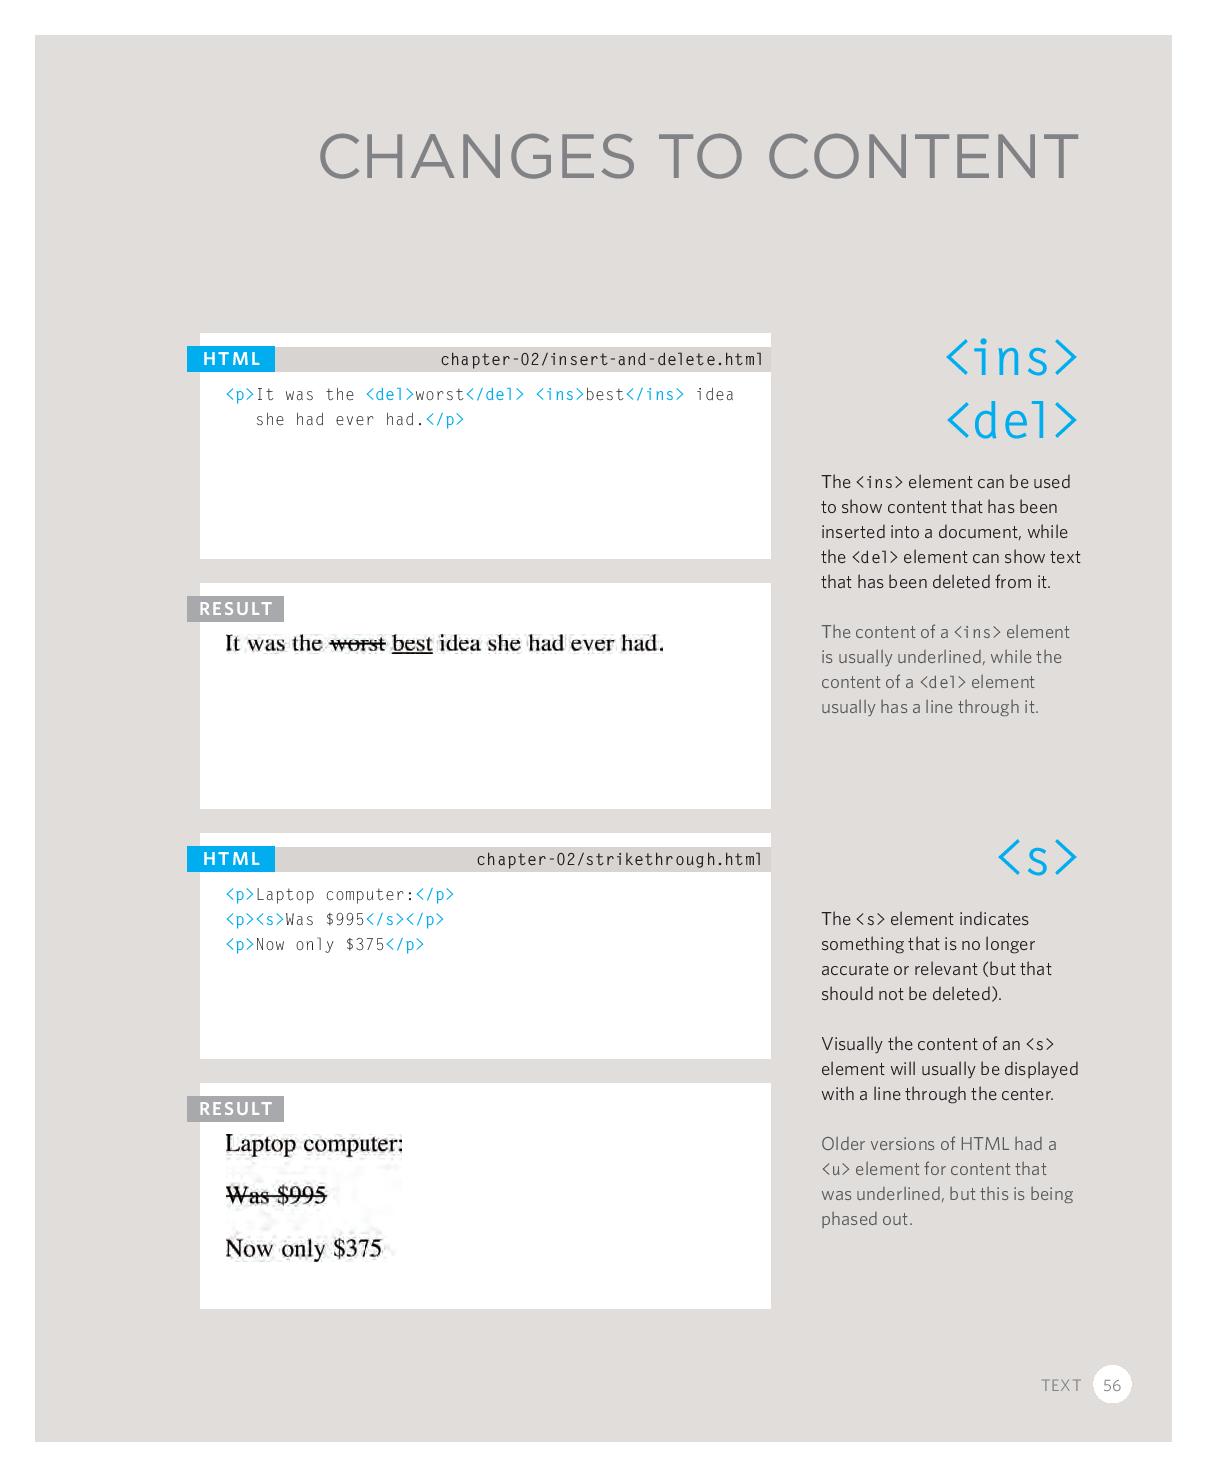 CHANGES TO CONTENT
HTML
chapter-02/insert-and-delete.html
<p>It was the <del>worst</del> <ins>best</ins> idea
she had ever had.</p>
RESULT
It was the worst best idea she had ever had.
<ins>
<del>
The <ins> element can be used
to show content that has been
inserted into a document, while
the <del> element can show text
that has been deleted from it.
The content of a <ins> element
is usually underlined, while the
content of a <del> element
usually has a line through it.
HTML
chapter-02/strikethrough.html
<p>Laptop computer:</p>
<p><s>Was $995</s></p>
<p>Now only $375</p>
RESULT
Laptop computer:
Was $995
Now only $375
<s>
The <s> element indicates
something that is no longer
accurate or relevant (but that
should not be deleted).
Visually the content of an <s>
element will usually be displayed
with a line through the center.
Older versions of HTML had a
<u> element for content that
was underlined, but this is being
phased out.
TEXT 56